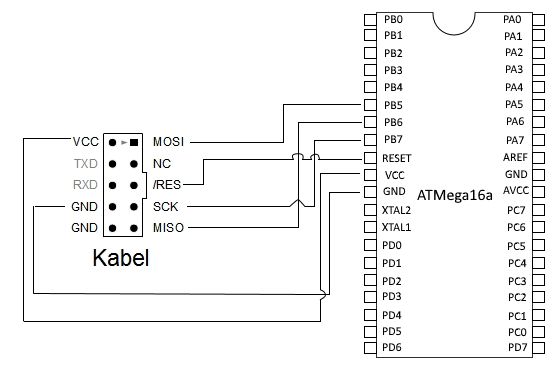 PB0 PA0
PB1 PA1
PB2 PA2
PB3 PA3
PB4 PA4
PB5 PA5
PB6 PA6
VCC MOSI PB7 PA7
TXD NC RESET AREF
VCC GND
RXD /RES GND AVCC
ATMega16a
GND SCK XTAL2 PC7
GND MISO XTAL1 PC6
PD0 PC5
Kabel PD1 PC4
PD2 PC3
PD3 PC2
PD4 PC1
PD5 PC0
PD6 PD7